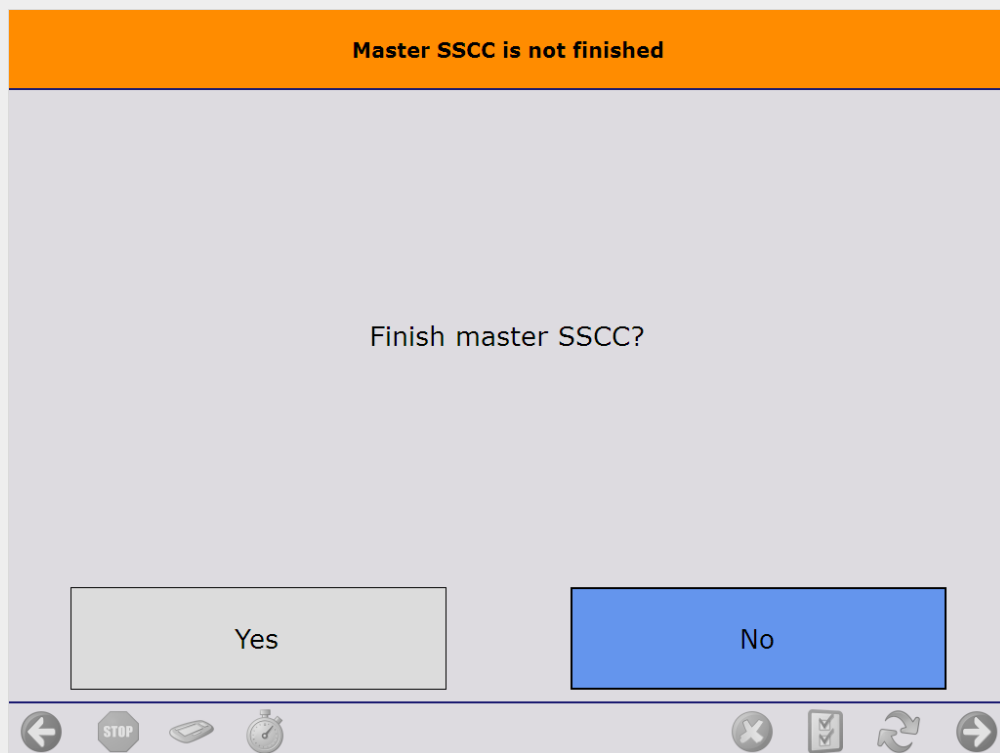 Master SSCC is not finished
Finish master SSCC?
Yes
No
STOP